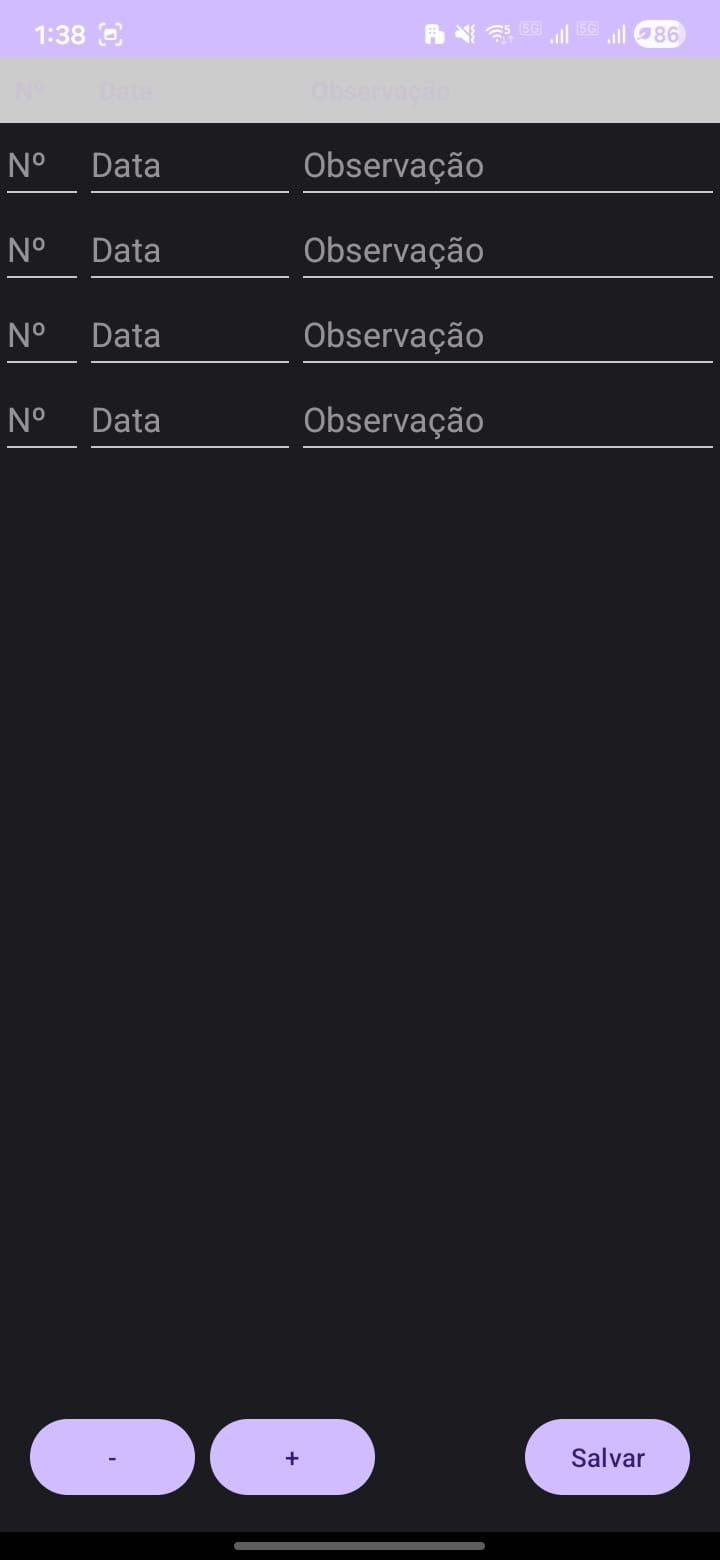 1:38 5G 5G 86
Nº Data Observação
Nº Data Observação
Nº Data Observação
Nº Data Observação
Nº Data Observação
- + Salvar